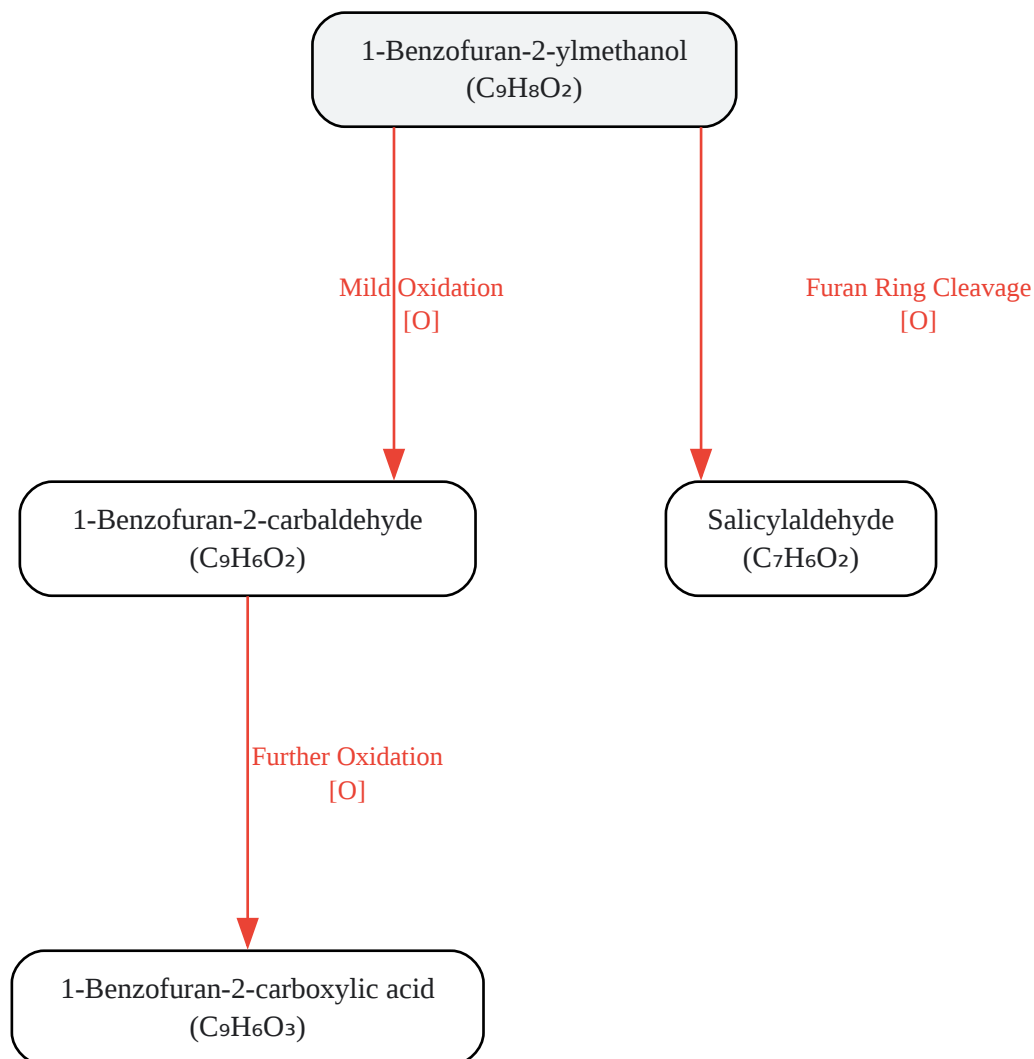 1-Benzofuran-2-ylmethanol
(C₉H₈O₂)
Mild Oxidation
[O]
Furan Ring Cleavage
[O]
1-Benzofuran-2-carbaldehyde
(C₉H₆O₂)
Salicylaldehyde
(C₇H₆O₂)
Further Oxidation
[O]
1-Benzofuran-2-carboxylic acid
(C₉H₆O₃)